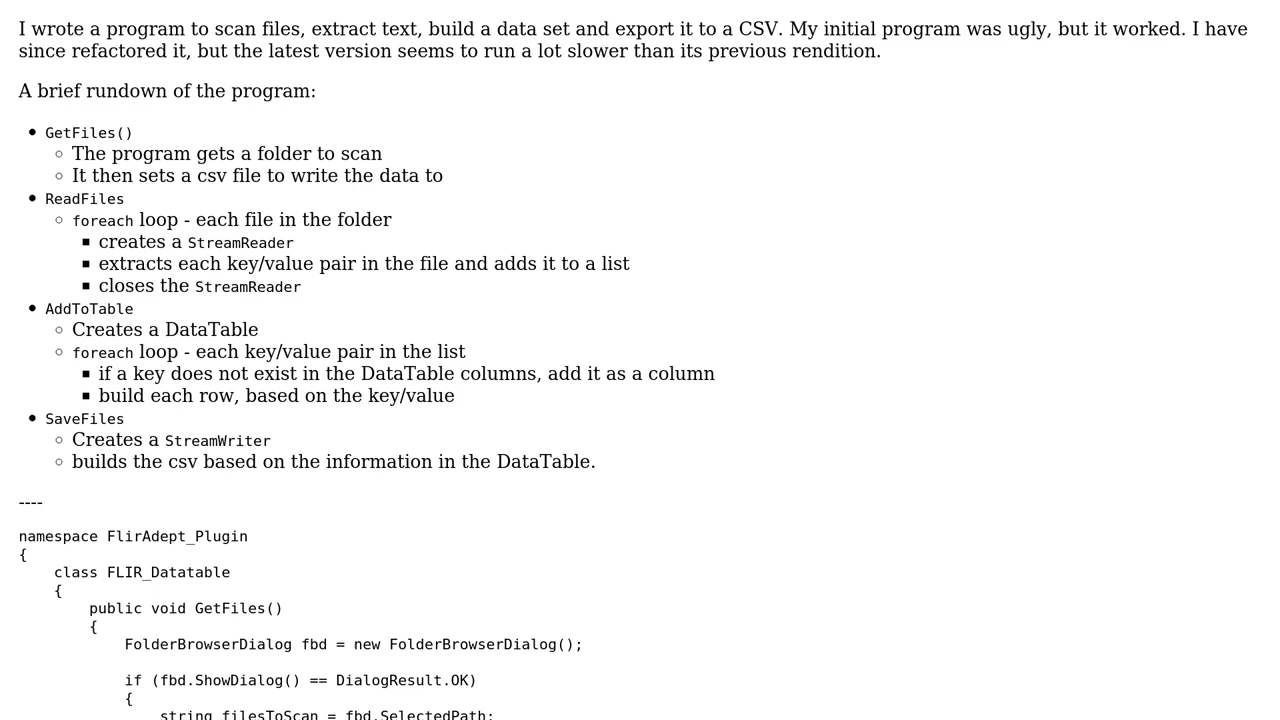 I wrote a program to scan files, extract text, build a data set and export it to a CSV. My initial program was ugly, but it worked. I have
since refactored it, but the latest version seems to run a lot slower than its previous rendition.
A brief rundown of the program:
GetFiles()
The program gets a folder to scan
It then sets a csv file to write the data to
ReadFiles
foreach loop - each file in the folder
creates a StreamReader
extracts each key/value pair in the file and adds it to a list
closes the StreamReader
AddToTable
Creates a DataTable
foreach loop - each key/value pair in the list
if a key does not exist in the DataTable columns, add it as a column
build each row, based on the key/value
SaveFiles
Creates a StreamWriter
builds the csv based on the information in the DataTable.
----
namespace FlirAdept_Plugin
{
    class FLIR_Datatable
    {
        public void GetFiles()
        {
            FolderBrowserDialog fbd = new FolderBrowserDialog();
            if (fbd.ShowDialog() == DialogResult.OK)
            {
                string filesToScan = fbd.SelectedPath;